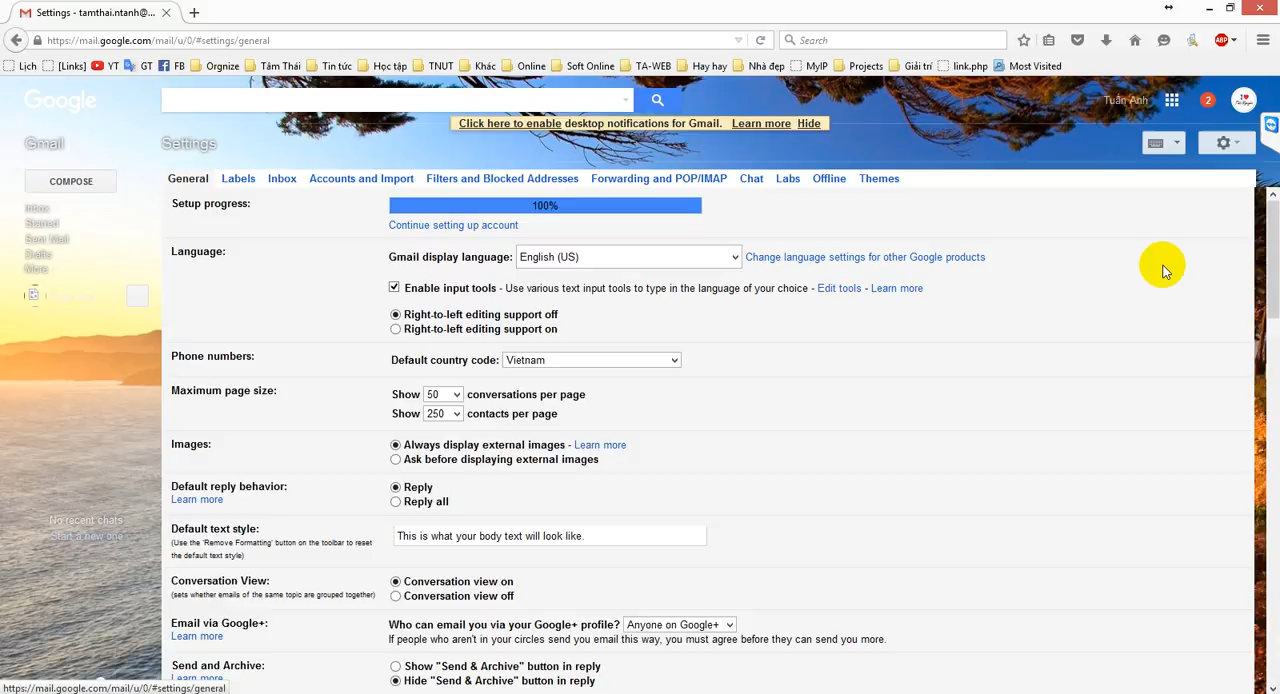 Settings - tamthai.ntanh@...
https://mail.google.com/mail/u/0/#settings/general
Search
ABP
Lịch [Links] YT GT FB Orgnize Tâm Thái Tin tức Học tập TNUT Khác Online Soft Online TA-WEB Hay hay Nhà đẹp MyIP Projects Giải trí link.php Most Visited
Google
Tuấn Anh 2
Click here to enable desktop notifications for Gmail. Learn more Hide
Gmail
Settings
COMPOSE
Inbox
Starred
Sent Mail
Drafts
More
No recent chats
Start a new one
General Labels Inbox Accounts and Import Filters and Blocked Addresses Forwarding and POP/IMAP Chat Labs Offline Themes
Setup progress: 100%
Continue setting up account
Language:
Gmail display language: English (US) Change language settings for other Google products
Enable input tools - Use various text input tools to type in the language of your choice - Edit tools - Learn more
Right-to-left editing support off
Right-to-left editing support on
Phone numbers: Default country code: Vietnam
Maximum page size: Show 50 conversations per page
Show 250 contacts per page
Images: Always display external images - Learn more
Ask before displaying external images
Default reply behavior: Reply
Learn more Reply all
Default text style:
(Use the 'Remove Formatting' button on the toolbar to reset
the default text style)
This is what your body text will look like.
Conversation View: Conversation view on
(sets whether emails of the same topic are grouped together) Conversation view off
Email via Google+: Who can email you via your Google+ profile? Anyone on Google+
Learn more If people who aren't in your circles send you email this way, you must agree before they can send you more.
Send and Archive: Show "Send & Archive" button in reply
Learn more Hide "Send & Archive" button in reply
https://mail.google.com/mail/u/0/#settings/general